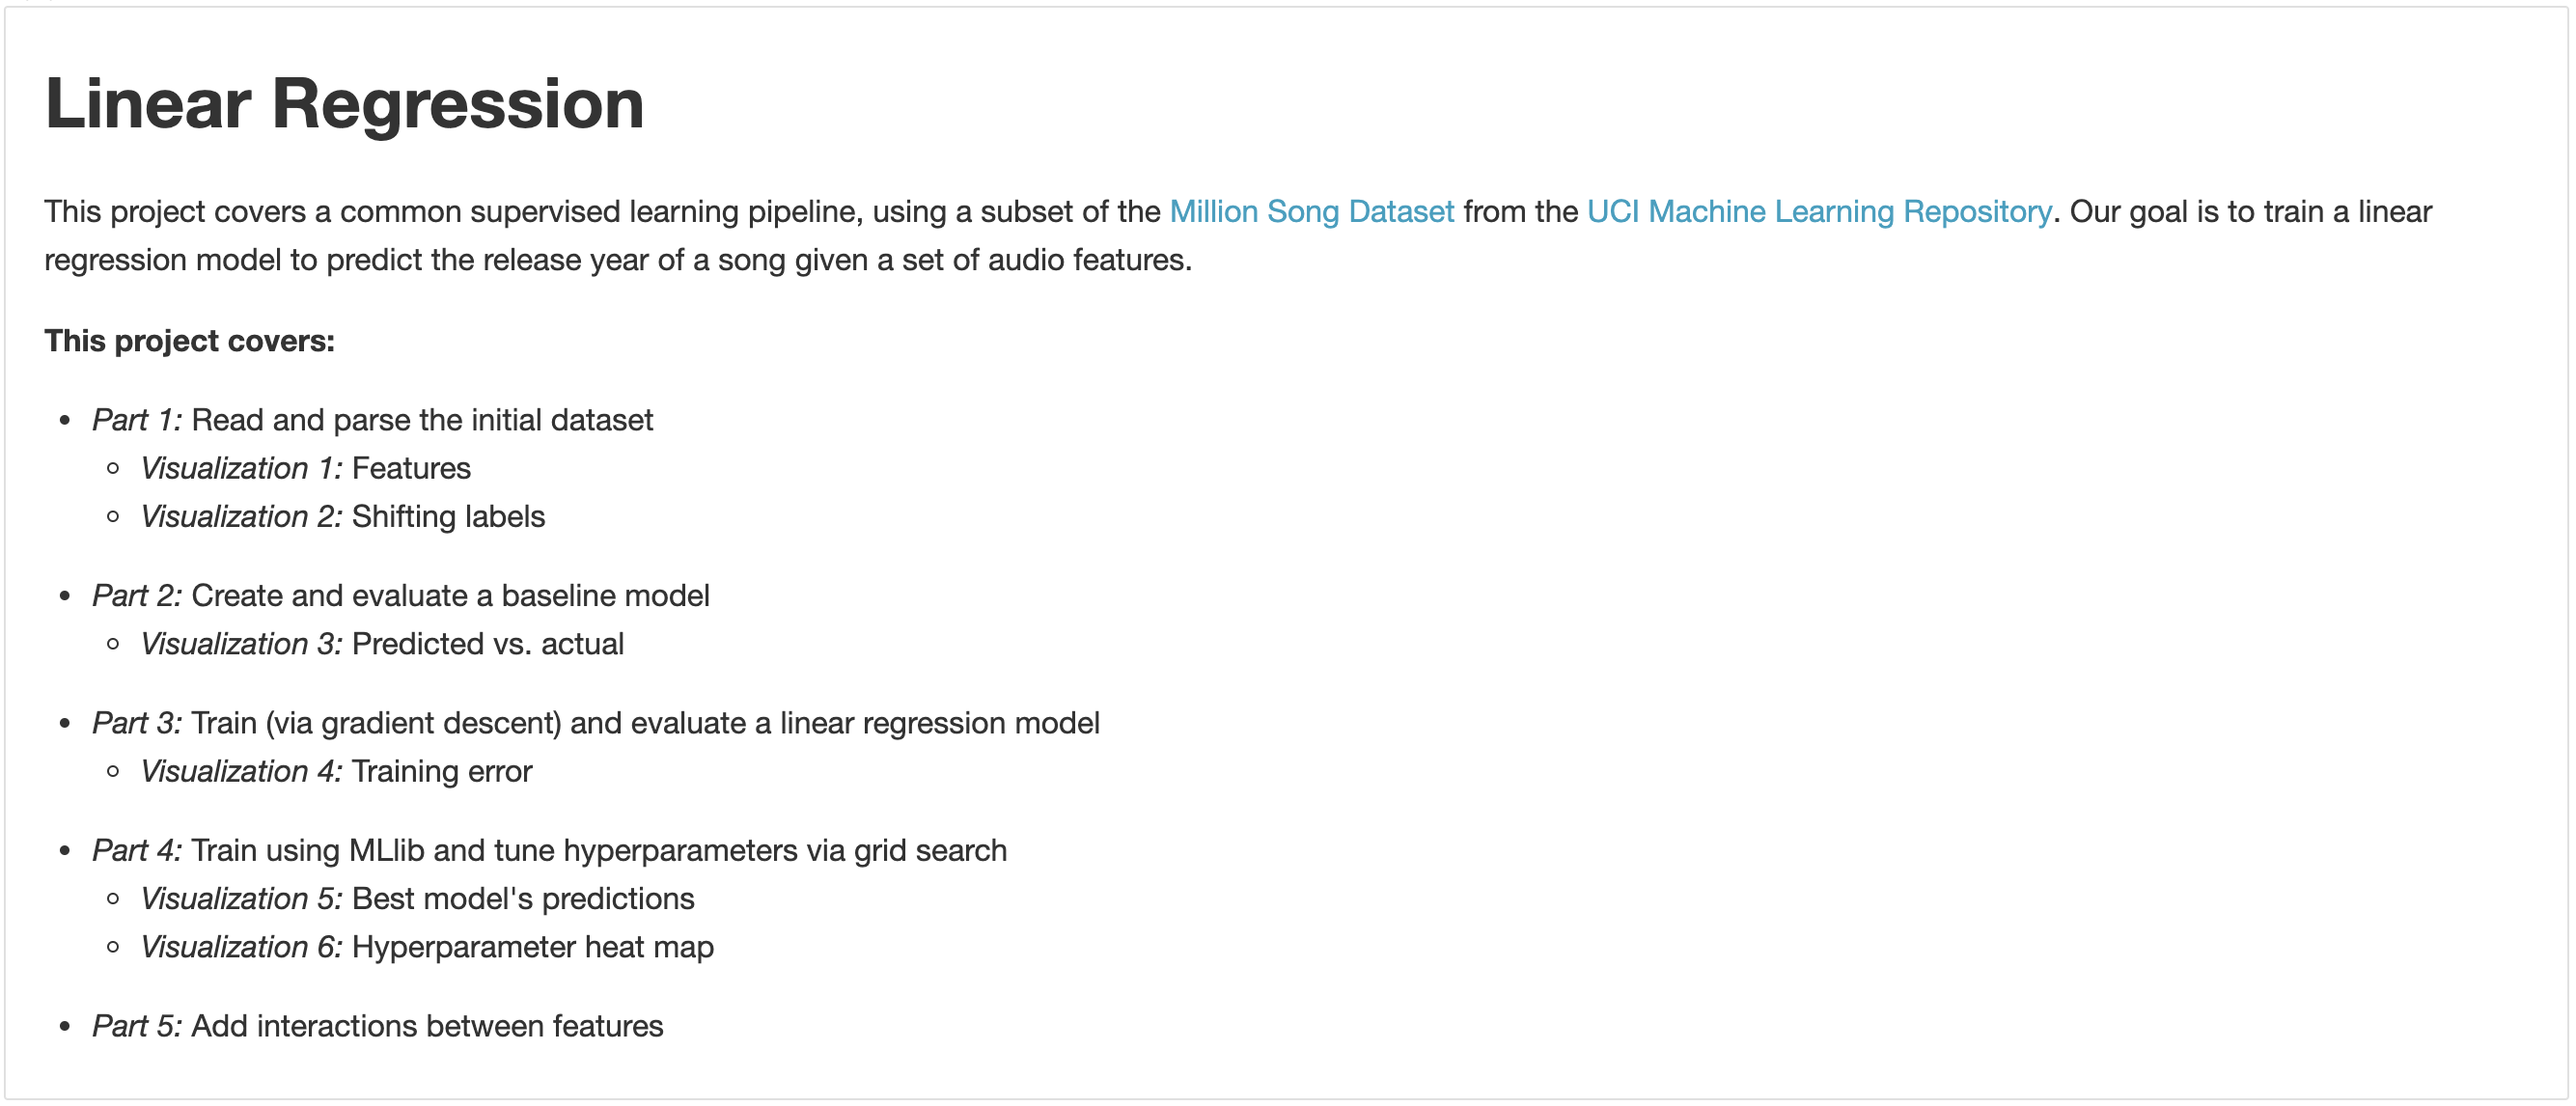 Linear Regression
This project covers a common supervised learning pipeline, using a subset of the Million Song Dataset from the UCI Machine Learning Repository. Our goal is to train a linear
regression model to predict the release year of a song given a set of audio features.
This project covers:
• Part 1: Read and parse the initial dataset
◦ Visualization 1: Features
◦ Visualization 2: Shifting labels
• Part 2: Create and evaluate a baseline model
◦ Visualization 3: Predicted vs. actual
• Part 3: Train (via gradient descent) and evaluate a linear regression model
◦ Visualization 4: Training error
• Part 4: Train using MLlib and tune hyperparameters via grid search
◦ Visualization 5: Best model's predictions
◦ Visualization 6: Hyperparameter heat map
• Part 5: Add interactions between features